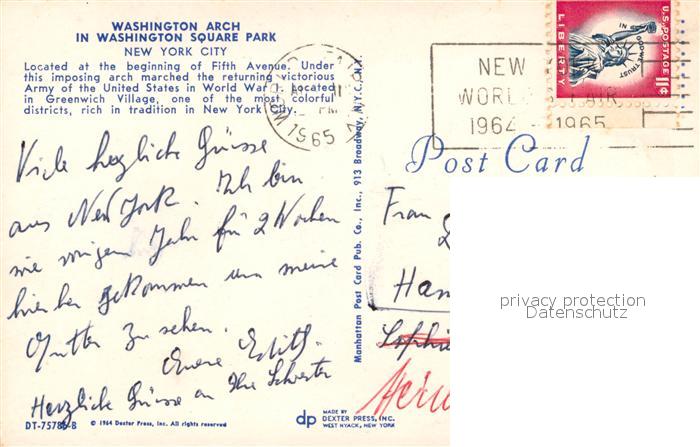 WASHINGTON ARCH
IN WASHINGTON SQUARE PARK
NEW YORK CITY
Located at the beginning of Fifth Avenue. Under
this imposing arch marched the returning victorious
Army of the United States in World War I. Located
in Greenwich Village, one of the most colorful
districts, rich in tradition in New York City.
PM
1965
NEW
WORLD'S FAIR
1964 - 1965
U.S. POSTAGE
LIBERTY
IN GOD WE TRUST
11¢
Post Card
Viele herzliche Grüsse
aus New York. Ich bin
wie voriges Jahr für 2 Wochen
hierher gekommen um meine
Mutter zu sehen.
Euere Edith.
Herzliche Grüsse an Ihre Schwester
Manhattan Post Card Pub. Co., Inc., 913 Broadway, N.Y.C., N.Y.
Frau
Han
Sophie
privacy protection
Datenschutz
DT-75786-B
© 1964 Dexter Press, Inc. All rights reserved
dp
MADE BY
DEXTER PRESS, INC.
WEST NYACK, NEW YORK